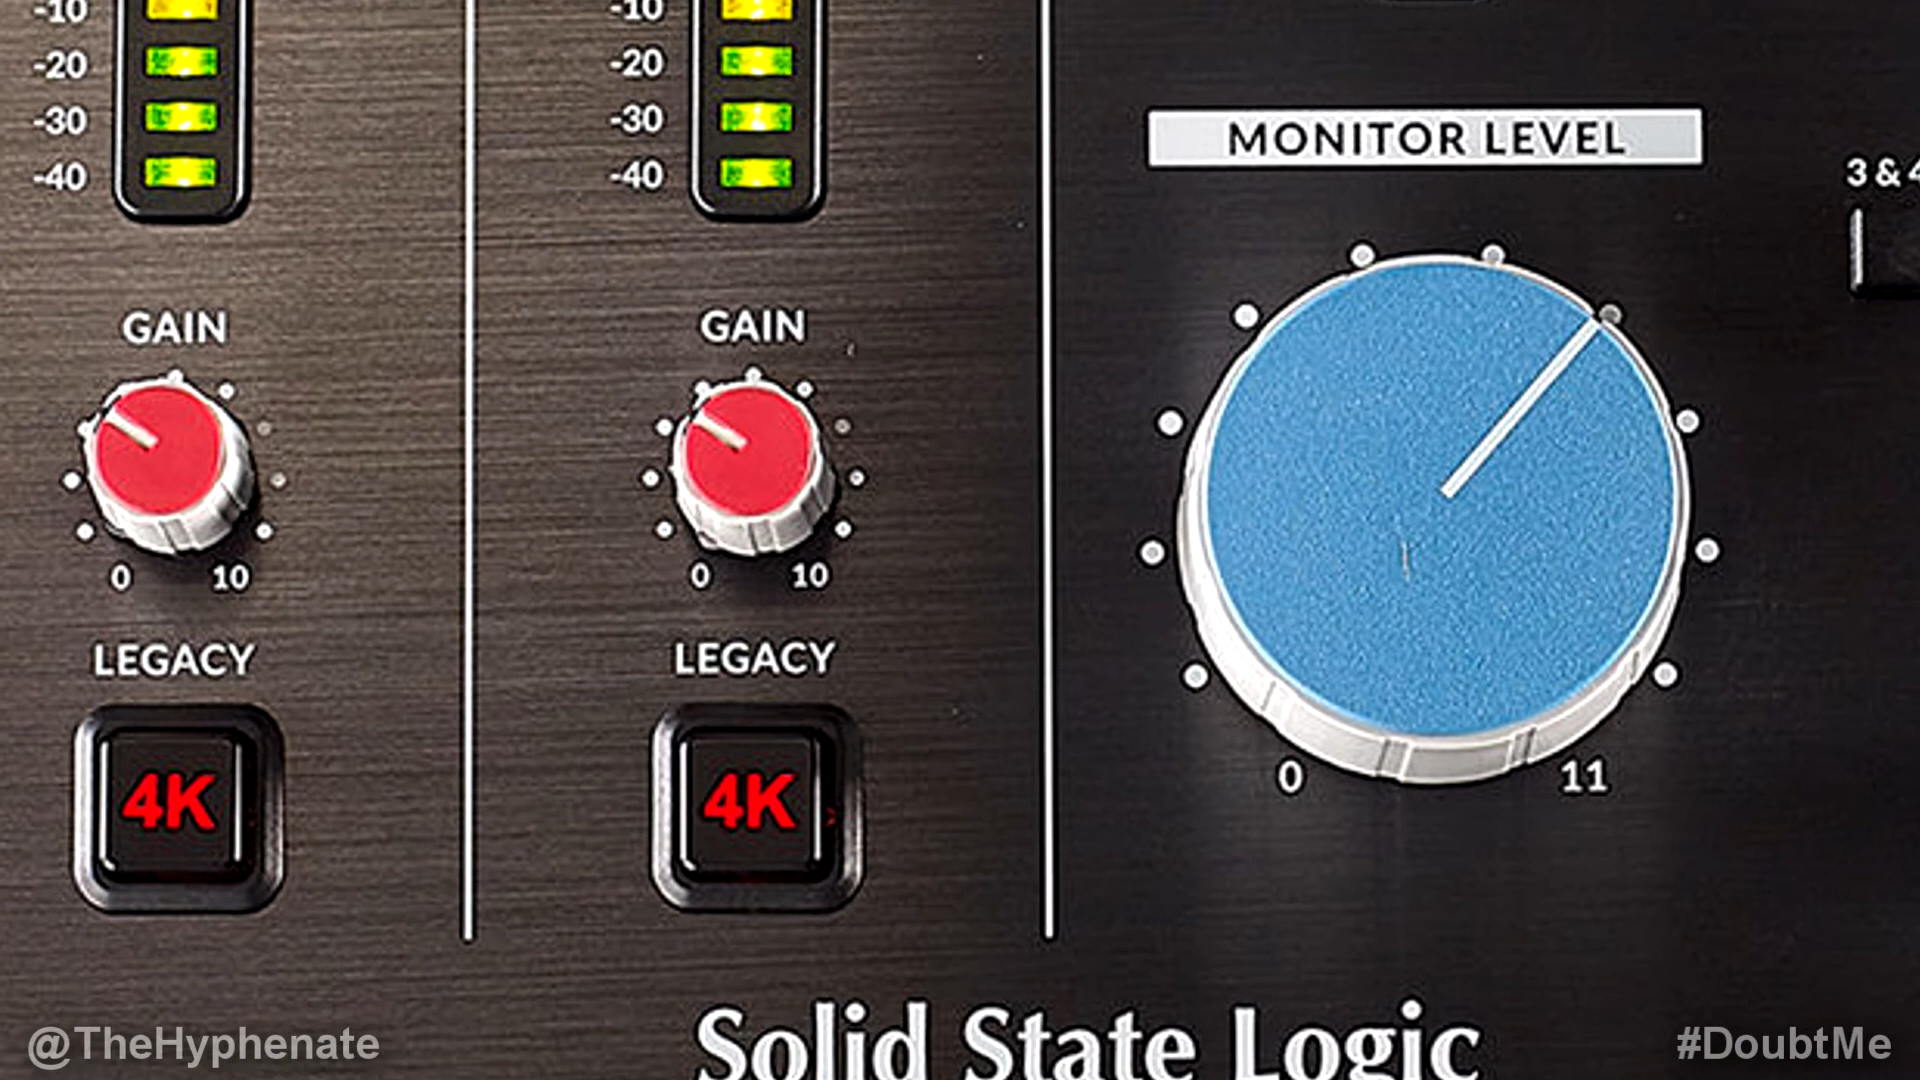 -10
-20
-30
-40
-10
-20
-30
-40
MONITOR LEVEL
3 & 4
GAIN
GAIN
0
10
0
10
LEGACY
LEGACY
4K
4K
0
11
Solid State Logic
@TheHyphenate
#DoubtMe